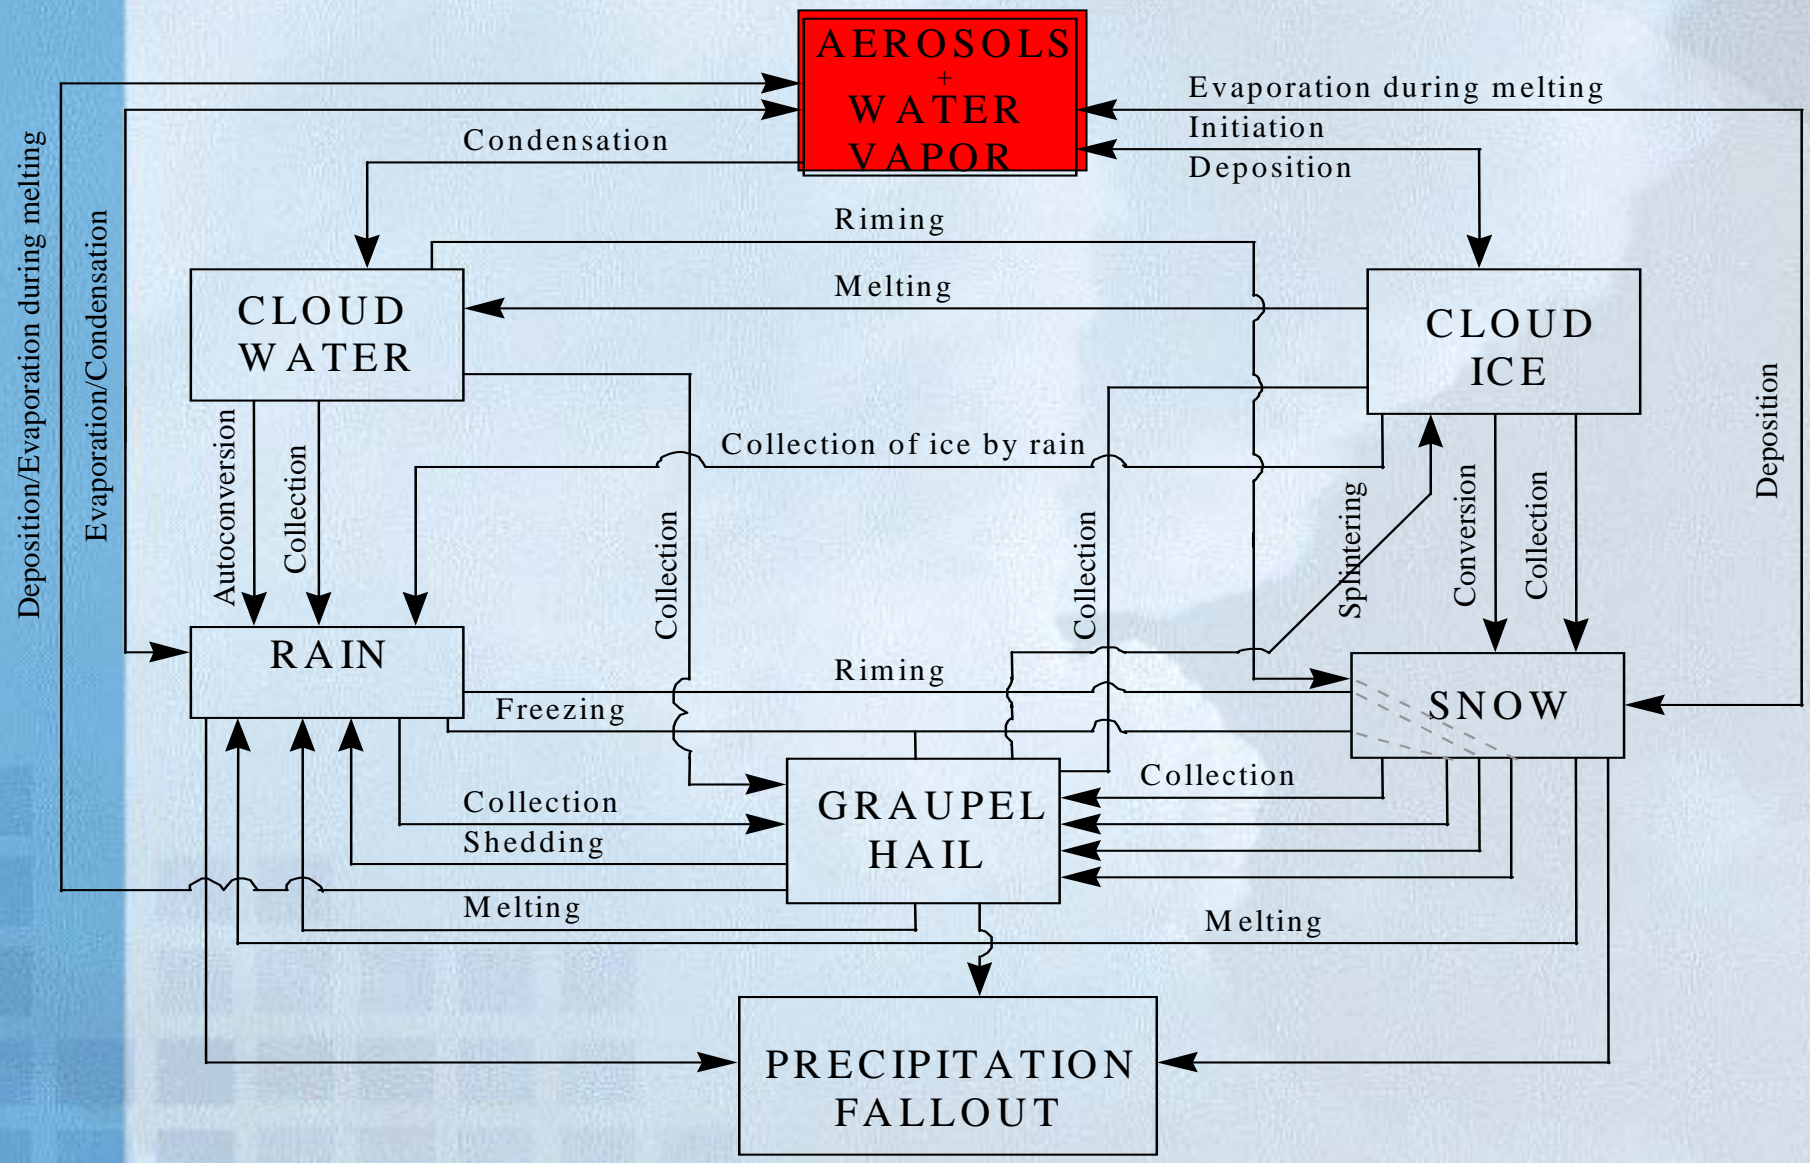 AEROSOLS
+
WATER
VAPOR
Evaporation during melting
Initiation
Deposition
Condensation
Riming
Melting
CLOUD
WATER
CLOUD
ICE
Deposition/Evaporation during melting
Evaporation/Condensation
Autoconversion
Collection
Collection of ice by rain
Collection
Collection
Splintering
Conversion
Collection
Deposition
RAIN
Riming
Freezing
SNOW
Collection
Shedding
GRAUPEL
HAIL
Collection
Melting
Melting
PRECIPITATION
FALLOUT